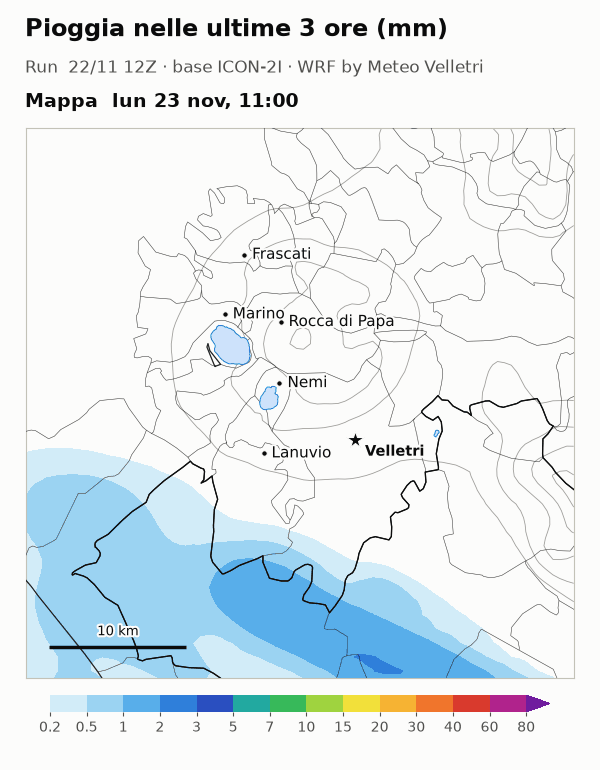 Pioggia nelle ultime 3 ore (mm)
Run  22/11 12Z · base ICON-2I · WRF by Meteo Velletri
Mappa  lun 23 nov, 11:00
Frascati
Marino
Rocca di Papa
Nemi
Velletri
Lanuvio
10 km
0.2 0.5 1 2 3 5 7 10 15 20 30 40 60 80